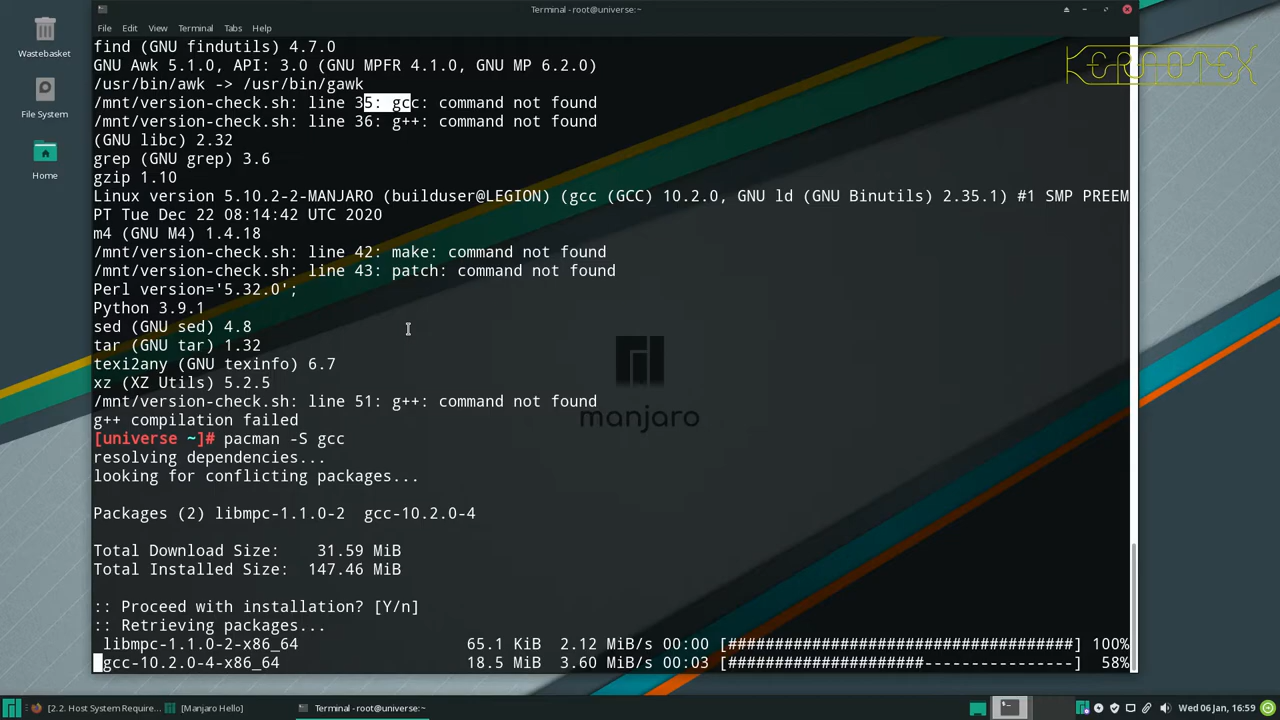 Terminal - root@universe:~
File Edit View Terminal Tabs Help
Wastebasket
File System
Home
KERNOTEX
find (GNU findutils) 4.7.0
GNU Awk 5.1.0, API: 3.0 (GNU MPFR 4.1.0, GNU MP 6.2.0)
/usr/bin/awk -> /usr/bin/gawk
/mnt/version-check.sh: line 35: gcc: command not found
/mnt/version-check.sh: line 36: g++: command not found
(GNU libc) 2.32
grep (GNU grep) 3.6
gzip 1.10
Linux version 5.10.2-2-MANJARO (builduser@LEGION) (gcc (GCC) 10.2.0, GNU ld (GNU Binutils) 2.35.1) #1 SMP PREEM
PT Tue Dec 22 08:14:42 UTC 2020
m4 (GNU M4) 1.4.18
/mnt/version-check.sh: line 42: make: command not found
/mnt/version-check.sh: line 43: patch: command not found
Perl version='5.32.0';
Python 3.9.1
sed (GNU sed) 4.8
tar (GNU tar) 1.32
texi2any (GNU texinfo) 6.7
xz (XZ Utils) 5.2.5
/mnt/version-check.sh: line 51: g++: command not found
g++ compilation failed
[universe ~]# pacman -S gcc
resolving dependencies...
looking for conflicting packages...
Packages (2) libmpc-1.1.0-2  gcc-10.2.0-4
Total Download Size:    31.59 MiB
Total Installed Size:  147.46 MiB
:: Proceed with installation? [Y/n]
:: Retrieving packages...
libmpc-1.1.0-2-x86_64 65.1 KiB 2.12 MiB/s 00:00 [#####################################] 100%
gcc-10.2.0-4-x86_64 18.5 MiB 3.60 MiB/s 00:03 [#####################----------------] 58%
manjaro
[2.2. Host System Require... [Manjaro Hello] Terminal - root@universe:~ Wed 06 Jan, 16:59